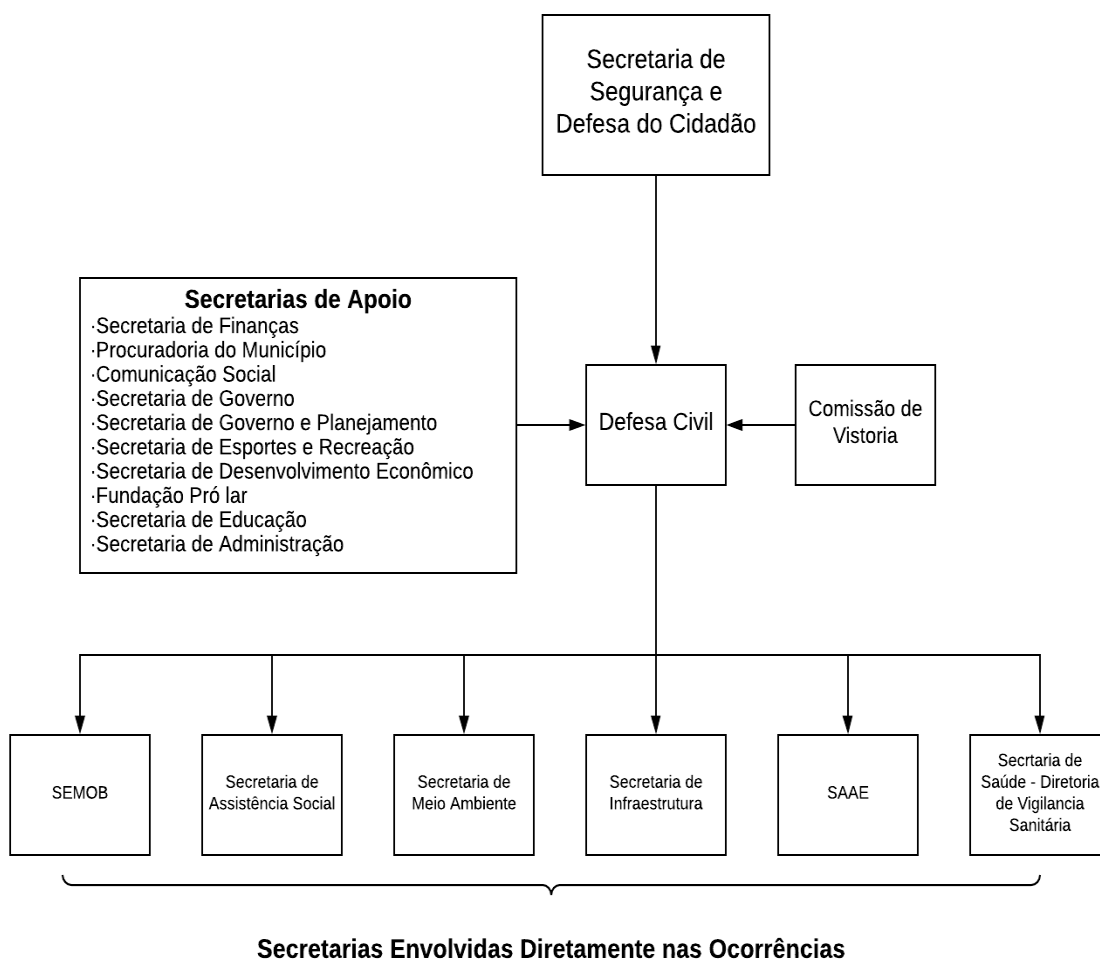 Secretaria de
Segurança e
Defesa do Cidadão
Secretarias de Apoio
·Secretaria de Finanças
·Procuradoria do Município
·Comunicação Social
·Secretaria de Governo
·Secretaria de Governo e Planejamento
·Secretaria de Esportes e Recreação
·Secretaria de Desenvolvimento Econômico
·Fundação Pró lar
·Secretaria de Educação
·Secretaria de Administração
Defesa Civil
Comissão de
Vistoria
SEMOB
Secretaria de
Assistência Social
Secretaria de
Meio Ambiente
Secretaria de
Infraestrutura
SAAE
Secrtaria de
Saúde - Diretoria
de Vigilancia
Sanitária
Secretarias Envolvidas Diretamente nas Ocorrências